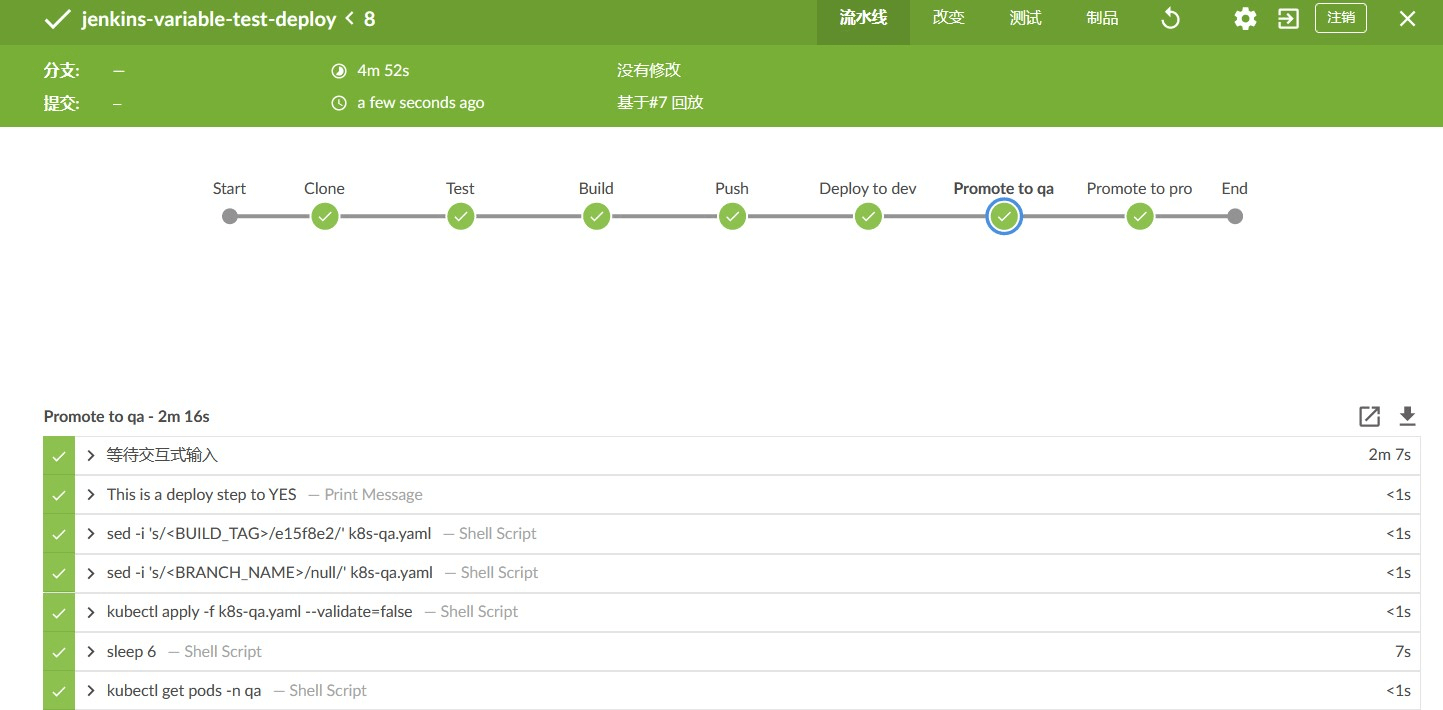 jenkins-variable-test-deploy < 8 流水线 改变 测试 制品 注销
分支: — 4m 52s 没有修改
提交: – a few seconds ago 基于#7 回放
Start Clone Test Build Push Deploy to dev Promote to qa Promote to pro End
Promote to qa - 2m 16s
等待交互式输入 2m 7s
This is a deploy step to YES — Print Message <1s
sed -i 's/<BUILD_TAG>/e15f8e2/' k8s-qa.yaml — Shell Script <1s
sed -i 's/<BRANCH_NAME>/null/' k8s-qa.yaml — Shell Script <1s
kubectl apply -f k8s-qa.yaml --validate=false — Shell Script <1s
sleep 6 — Shell Script 7s
kubectl get pods -n qa — Shell Script <1s